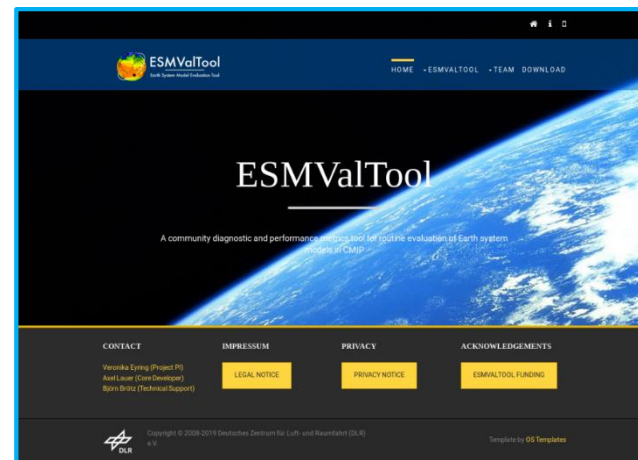 ESMValTool
Earth System Model Evaluation Tool
HOME ESMVALTOOL TEAM DOWNLOAD
ESMValTool
A community diagnostic and performance metrics tool for routine evaluation of Earth system
models in CMIP
CONTACT
Veronika Eyring (Project PI)
Axel Lauer (Core Developer)
Björn Brötz (Technical Support)
IMPRESSUM
LEGAL NOTICE
PRIVACY
PRIVACY NOTICE
ACKNOWLEDGEMENTS
ESMVALTOOL FUNDING
DLR
Copyright © 2008-2019 Deutsches Zentrum für Luft- und Raumfahrt (DLR)
e.V.
Template by OS Templates